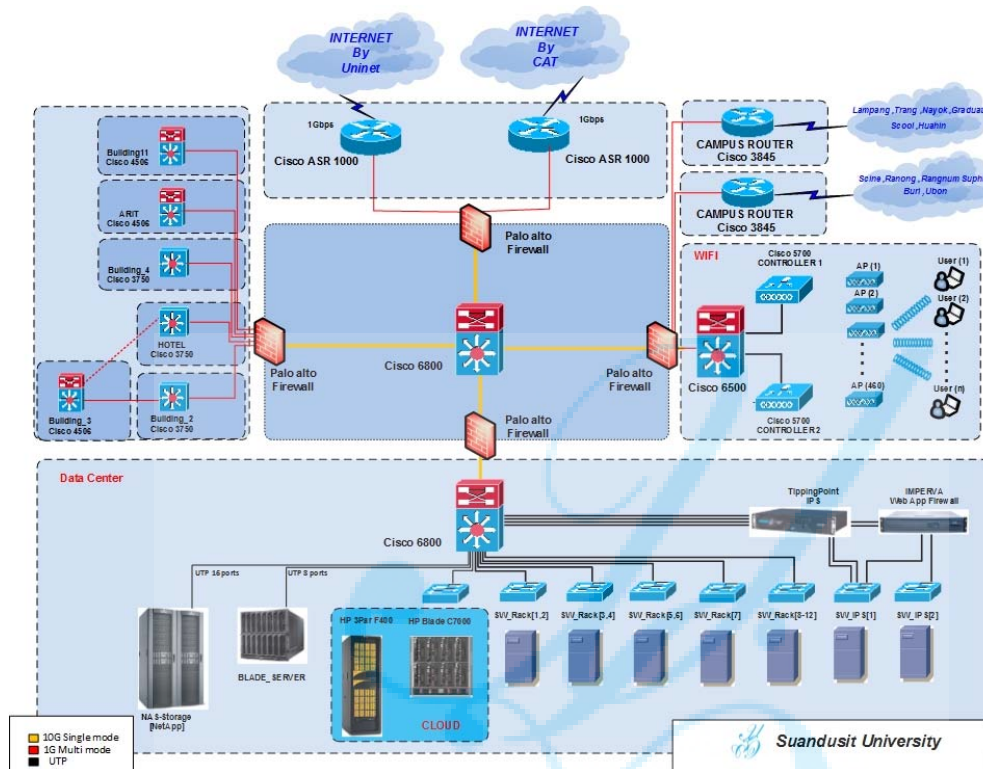 INTERNET
By
Uninet
INTERNET
By
CAT
1Gbps
Cisco ASR 1000
1Gbps
Cisco ASR 1000
CAMPUS ROUTER
Cisco 3845
Lampang ,Trang ,Nayok,Graduat
Scool ,Huahin
CAMPUS ROUTER
Cisco 3845
Ranong , Rangnum Suph
Buri , Ubon
Building11
Cisco 4506
ARIT
Cisco 4506
Building_4
Cisco 3750
HOTEL
Cisco 3750
Building_3
Cisco 4506
Building_2
Cisco 3750
Palo alto
Firewall
Palo alto
Firewall
Cisco 6800
Palo alto
Firewall
Palo alto
Firewall
WIFI
Cisco 5700
CONTROLLER 1
Cisco 6500
Cisco 5700
CONTROLLER 2
AP (1)
AP (2)
AP (460)
User (1)
User (2)
User (n)
Data Center
Cisco 6800
TippingPoint
IPS
IMPERVA
Web App Firewall
UTP 16 ports
UTP 8 ports
NAS-Storage
[NetApp]
BLADE_SERVER
HP 3Par F400
HP Blade C7000
CLOUD
SW_Rack[1,2]
SW_Rack[3,4]
SW_Rack[5,6]
SW_Rack[7]
SW_Rack[8-12]
SW_IPS[1]
SW_IPS[2]
10G Single mode
1G Multi mode
UTP
Suandusit University